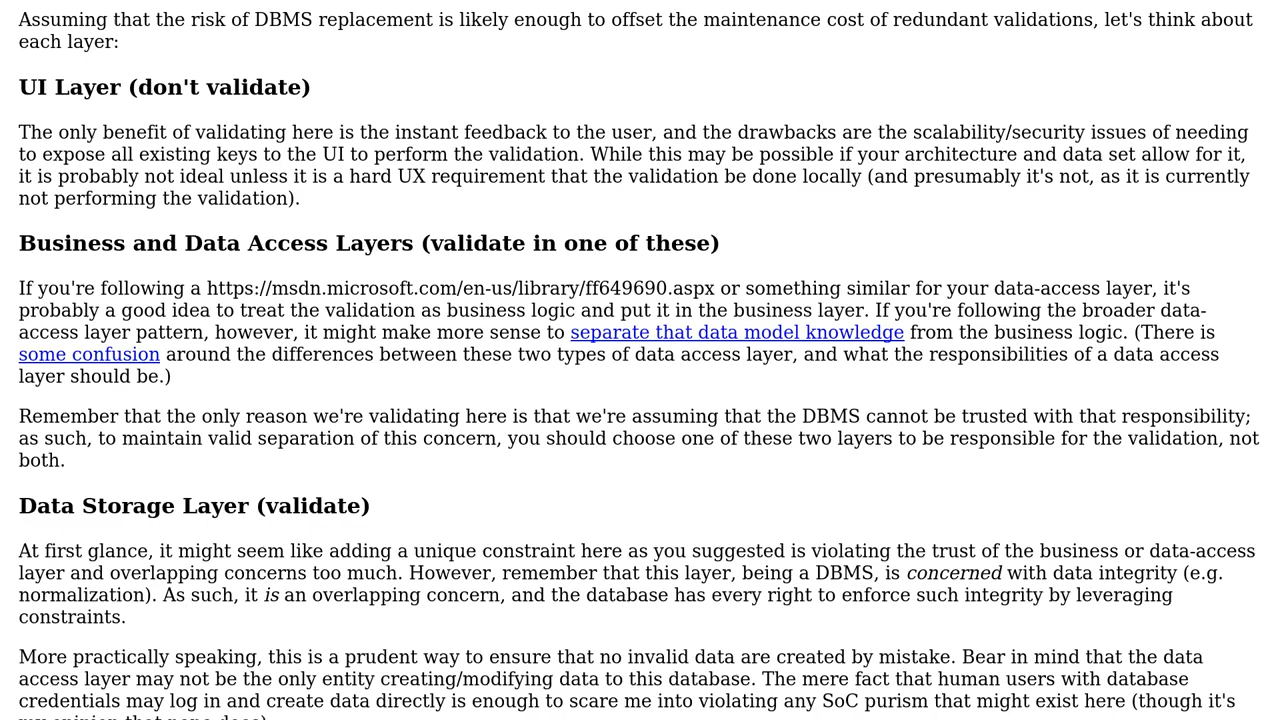 Assuming that the risk of DBMS replacement is likely enough to offset the maintenance cost of redundant validations, let's think about
each layer:
UI Layer (don't validate)
The only benefit of validating here is the instant feedback to the user, and the drawbacks are the scalability/security issues of needing
to expose all existing keys to the UI to perform the validation. While this may be possible if your architecture and data set allow for it,
it is probably not ideal unless it is a hard UX requirement that the validation be done locally (and presumably it's not, as it is currently
not performing the validation).
Business and Data Access Layers (validate in one of these)
If you're following a https://msdn.microsoft.com/en-us/library/ff649690.aspx or something similar for your data-access layer, it's
probably a good idea to treat the validation as business logic and put it in the business layer. If you're following the broader data-
access layer pattern, however, it might make more sense to separate that data model knowledge from the business logic. (There is
some confusion around the differences between these two types of data access layer, and what the responsibilities of a data access
layer should be.)
Remember that the only reason we're validating here is that we're assuming that the DBMS cannot be trusted with that responsibility;
as such, to maintain valid separation of this concern, you should choose one of these two layers to be responsible for the validation, not
both.
Data Storage Layer (validate)
At first glance, it might seem like adding a unique constraint here as you suggested is violating the trust of the business or data-access
layer and overlapping concerns too much. However, remember that this layer, being a DBMS, is concerned with data integrity (e.g.
normalization). As such, it is an overlapping concern, and the database has every right to enforce such integrity by leveraging
constraints.
More practically speaking, this is a prudent way to ensure that no invalid data are created by mistake. Bear in mind that the data
access layer may not be the only entity creating/modifying data to this database. The mere fact that human users with database
credentials may log in and create data directly is enough to scare me into violating any SoC purism that might exist here (though it's
my opinion that none does).